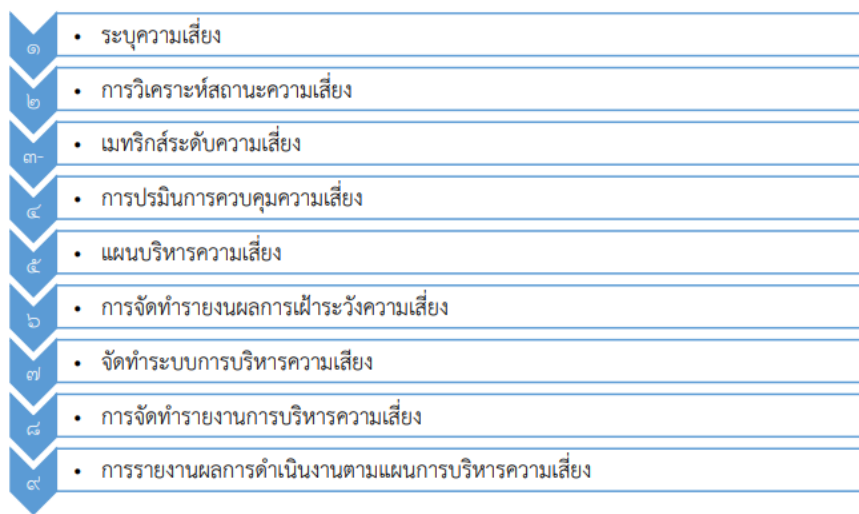 ๑ • ระบุความเสี่ยง
๒ • การวิเคราะห์สถานะความเสี่ยง
๓- • เมทริกส์ระดับความเสี่ยง
๔ • การปรมินการควบคุมความเสี่ยง
๕ • แผนบริหารความเสี่ยง
๖ • การจัดทำรายงนผลการเฝ้าระวังความเสี่ยง
๗ • จัดทำระบบการบริหารความเสียง
๘ • การจัดทำรายงานการบริหารความเสี่ยง
๙ • การรายงานผลการดำเนินงานตามแผนการบริหารความเสี่ยง